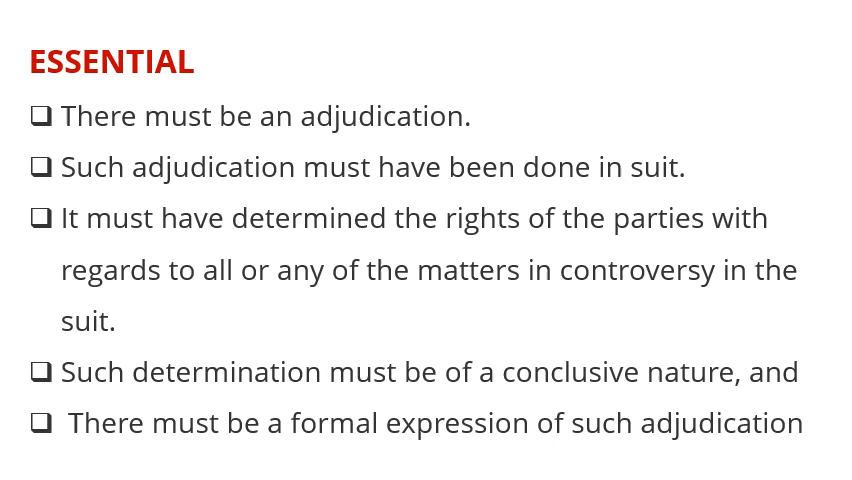 ESSENTIAL
❑ There must be an adjudication.
❑ Such adjudication must have been done in suit.
❑ It must have determined the rights of the parties with
regards to all or any of the matters in controversy in the
suit.
❑ Such determination must be of a conclusive nature, and
❑ There must be a formal expression of such adjudication